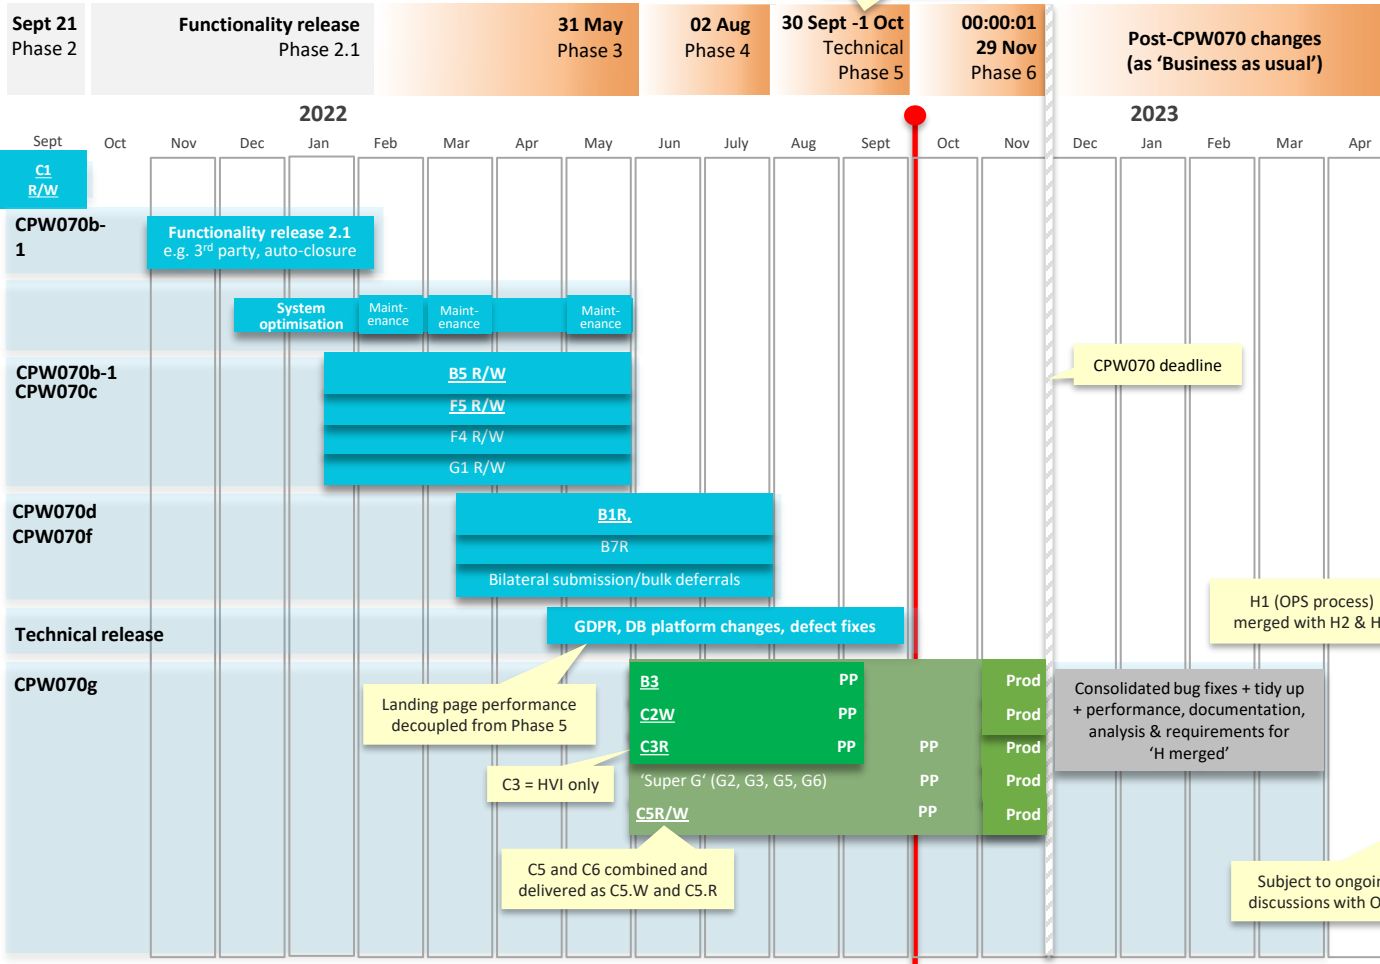 Sept 21
Phase 2
Functionality release
Phase 2.1
31 May
Phase 3
02 Aug
Phase 4
30 Sept -1 Oct
Technical
Phase 5
00:00:01
29 Nov
Phase 6
Post-CPW070 changes
(as ‘Business as usual’)
2022
2023
Sept
Oct
Nov
Dec
Jan
Feb
Mar
Apr
May
Jun
July
Aug
Sept
Oct
Nov
Dec
Jan
Feb
Mar
Apr
C1
R/W
CPW070b-
1
Functionality release 2.1
e.g. 3rd party, auto-closure
System
optimisation
Maint-
enance
Maint-
enance
Maint-
enance
CPW070b-1
CPW070c
B5 R/W
F5 R/W
F4 R/W
G1 R/W
CPW070 deadline
CPW070d
CPW070f
B1R,
B7R
Bilateral submission/bulk deferrals
H1 (OPS process)
merged with H2 & H
Technical release
GDPR, DB platform changes, defect fixes
CPW070g
Landing page performance
decoupled from Phase 5
C3 = HVI only
B3
PP
Prod
C2W
PP
Prod
C3R
PP
PP
Prod
‘Super G‘ (G2, G3, G5, G6)
PP
Prod
C5R/W
PP
Prod
Consolidated bug fixes + tidy up
+ performance, documentation,
analysis & requirements for
‘H merged’
C5 and C6 combined and
delivered as C5.W and C5.R
Subject to ongoin
discussions with O